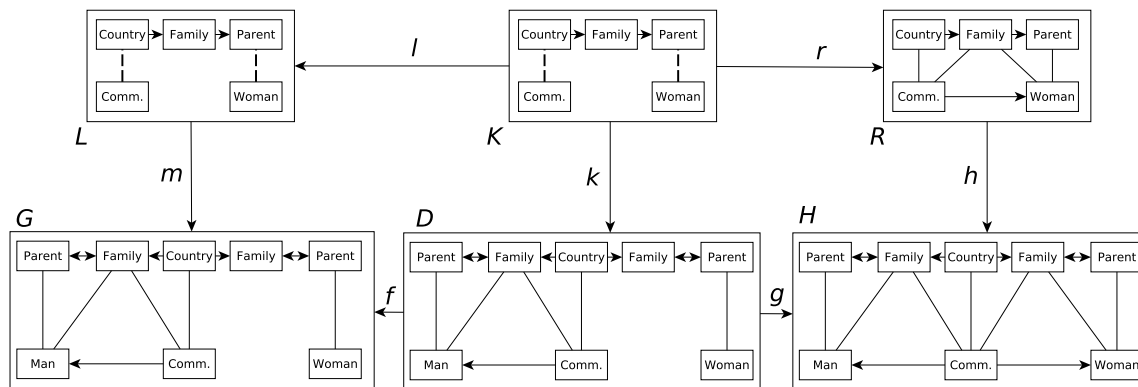 Country Family Parent
Comm. Woman
L
l
Country Family Parent
Comm. Woman
K
r
Country Family Parent
Comm. Woman
R
m
k
h
G
Parent Family Country Family Parent
Man Comm. Woman
f
D
Parent Family Country Family Parent
Man Comm. Woman
g
H
Parent Family Country Family Parent
Man Comm. Woman